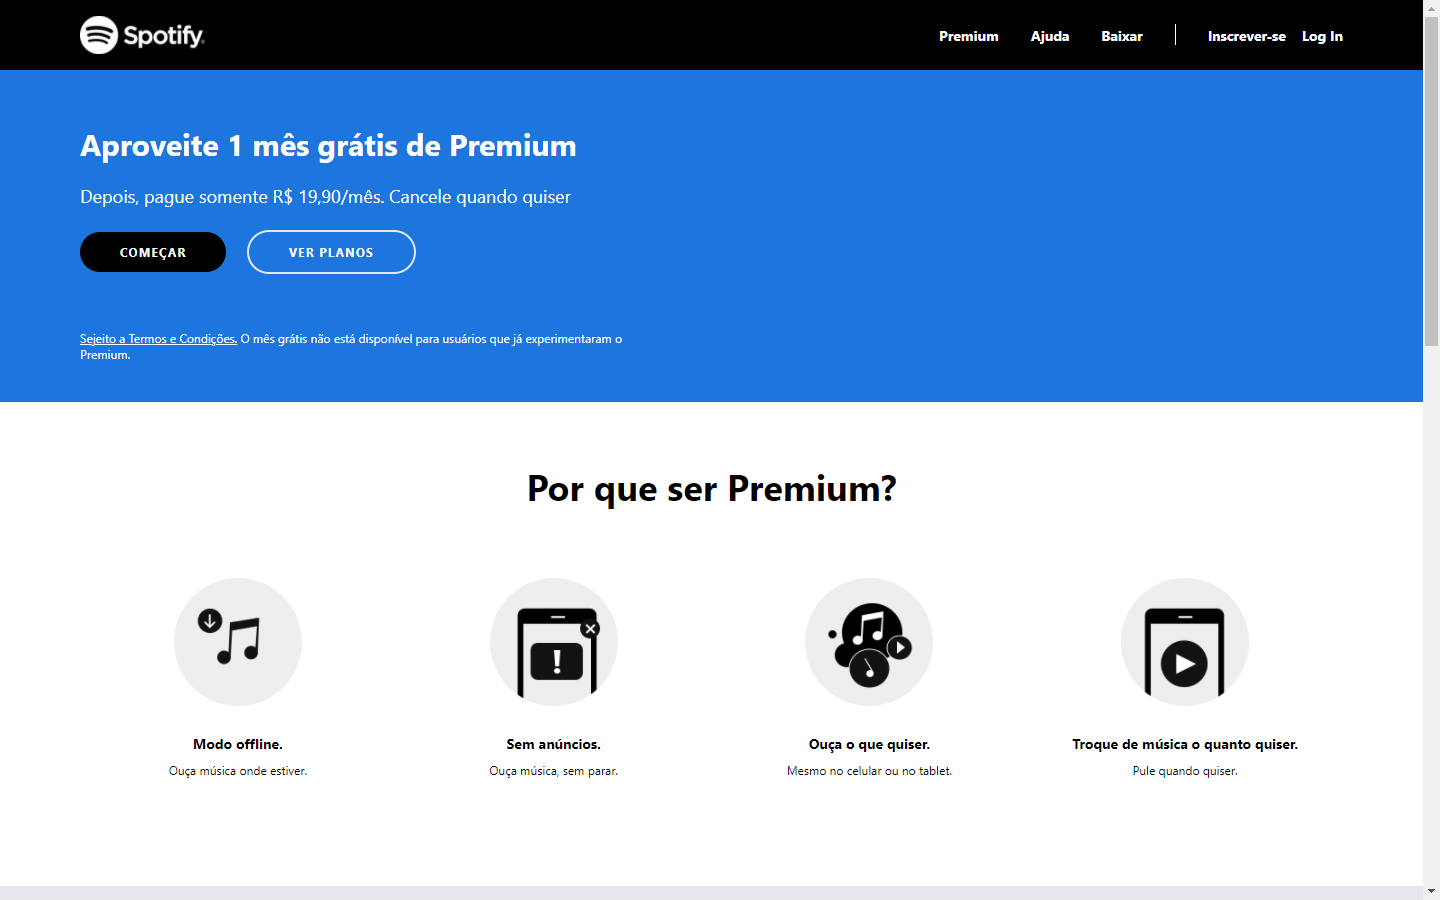 Spotify
Premium
Ajuda
Baixar
Inscrever-se
Log In
Aproveite 1 mês grátis de Premium
Depois, pague somente R$ 19,90/mês. Cancele quando quiser
COMEÇAR
VER PLANOS
Sejeito a Termos e Condições. O mês grátis não está disponível para usuários que já experimentaram o
Premium.
Por que ser Premium?
Modo offline.
Ouça música onde estiver.
Sem anúncios.
Ouça música, sem parar.
Ouça o que quiser.
Mesmo no celular ou no tablet.
Troque de música o quanto quiser.
Pule quando quiser.